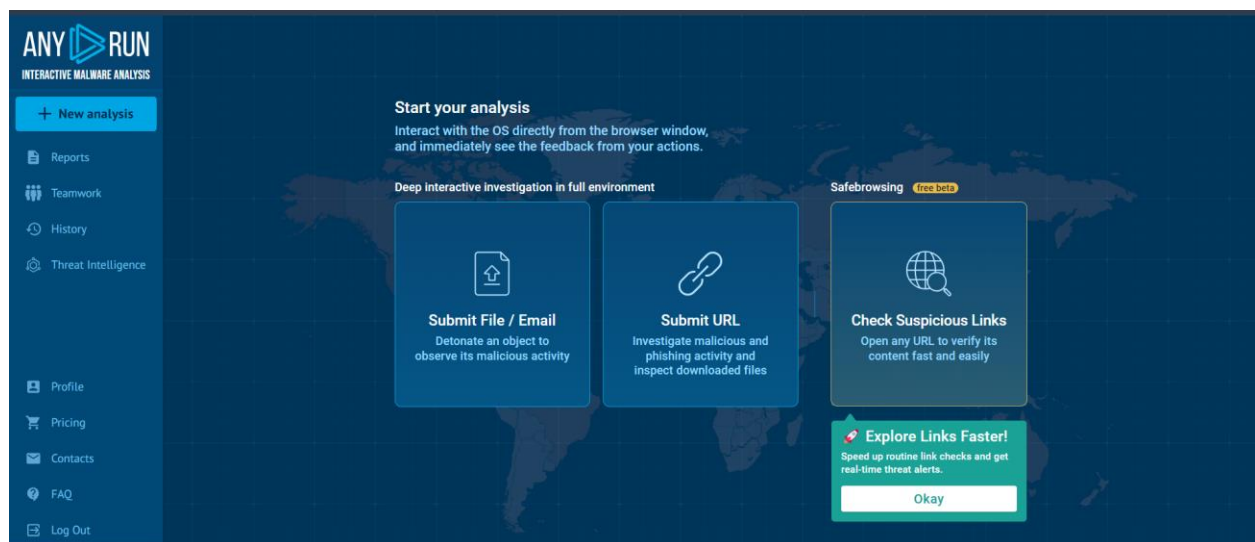 ANY RUN
INTERACTIVE MALWARE ANALYSIS
+ New analysis
Reports
Teamwork
History
Threat Intelligence
Profile
Pricing
Contacts
FAQ
Log Out
Start your analysis
Interact with the OS directly from the browser window,
and immediately see the feedback from your actions.
Deep interactive investigation in full environment
Submit File / Email
Detonate an object to
observe its malicious activity
Submit URL
Investigate malicious and
phishing activity and
inspect downloaded files
Safebrowsing free beta
Check Suspicious Links
Open any URL to verify its
content fast and easily
🚀 Explore Links Faster!
Speed up routine link checks and get
real-time threat alerts.
Okay